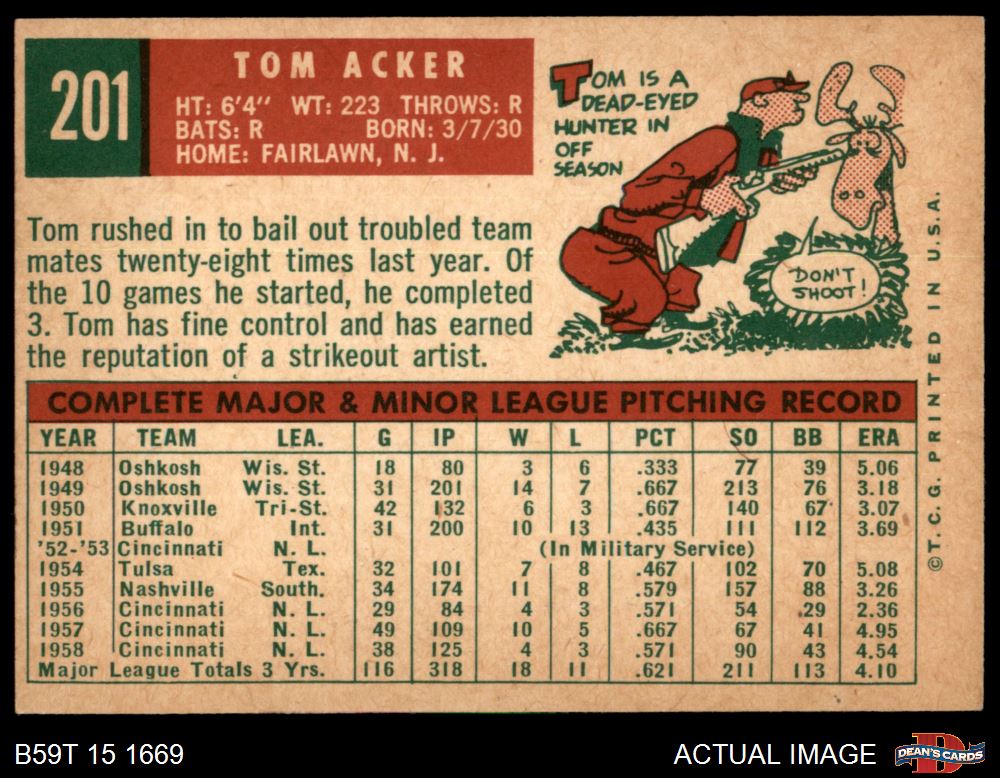 201
TOM ACKER
HT: 6'4" WT: 223 THROWS: R
BATS: R BORN: 3/7/30
HOME: FAIRLAWN, N. J.
TOM IS A
DEAD-EYED
HUNTER IN
OFF
SEASON
DON'T
SHOOT!
Tom rushed in to bail out troubled team
mates twenty-eight times last year. Of
the 10 games he started, he completed
3. Tom has fine control and has earned
the reputation of a strikeout artist.
COMPLETE MAJOR & MINOR LEAGUE PITCHING RECORD
YEAR TEAM LEA. G IP W L PCT SO BB ERA
1948 Oshkosh Wis. St. 18 80 3 6 .333 77 39 5.06
1949 Oshkosh Wis. St. 31 201 14 7 .667 213 76 3.18
1950 Knoxville Tri-St. 42 132 6 3 .667 140 67 3.07
1951 Buffalo Int. 31 200 10 13 .435 111 112 3.69
'52-'53 Cincinnati N. L. (In Military Service)
1954 Tulsa Tex. 32 101 7 8 .467 102 70 5.08
1955 Nashville South. 34 174 11 8 .579 157 88 3.26
1956 Cincinnati N. L. 29 84 4 3 .571 54 29 2.36
1957 Cincinnati N. L. 49 109 10 5 .667 67 41 4.95
1958 Cincinnati N. L. 38 125 4 3 .571 90 43 4.54
Major League Totals 3 Yrs. 116 318 18 11 .621 211 113 4.10
©T. C. G. PRINTED IN U.S.A.
B59T 15 1669
ACTUAL IMAGE
DEAN'S CARDS